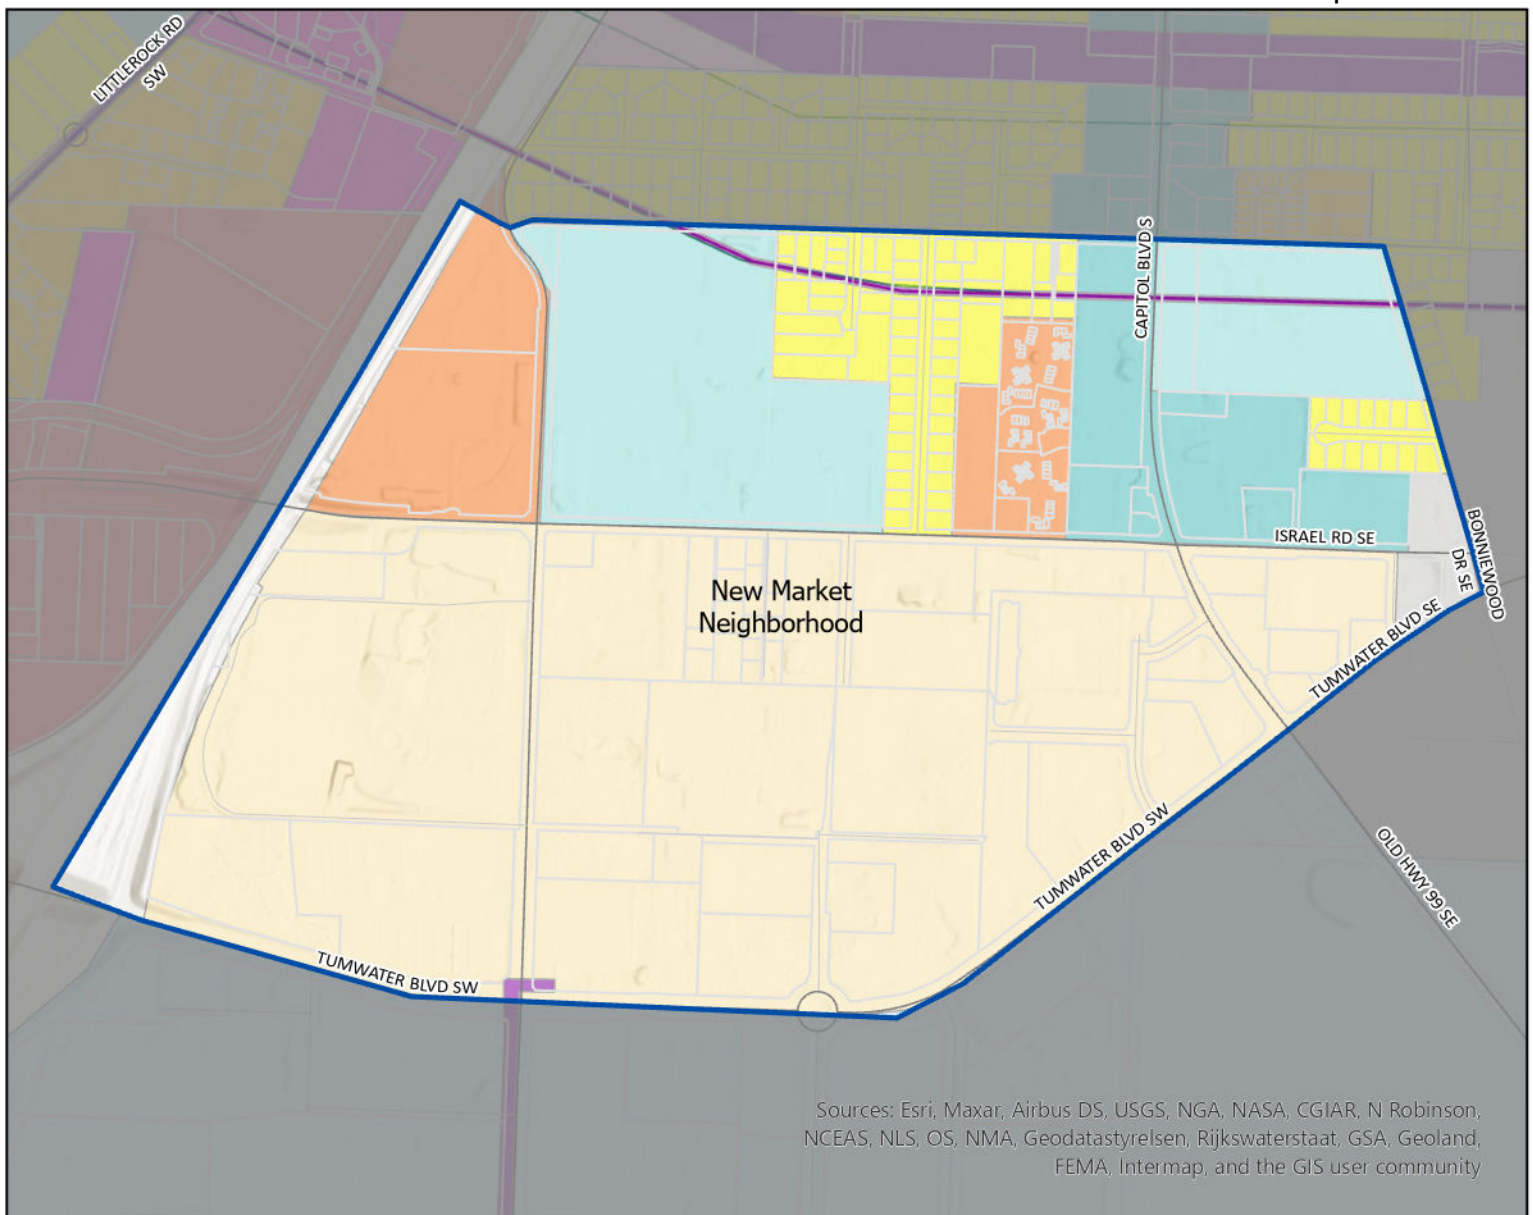 LITTLEROCK RD
SW
CAPITOL BLVD S
ISRAEL RD SE
BONNIEWOOD
DR SE
New Market
Neighborhood
TUMWATER BLVD SE
TUMWATER BLVD SW
OLD HWY 99 SE
TUMWATER BLVD SW
Sources: Esri, Maxar, Airbus DS, USGS, NGA, NASA, CGIAR, N Robinson,
NCEAS, NLS, OS, NMA, Geodatastyrelsen, Rijkswaterstaat, GSA, Geoland,
FEMA, Intermap, and the GIS user community